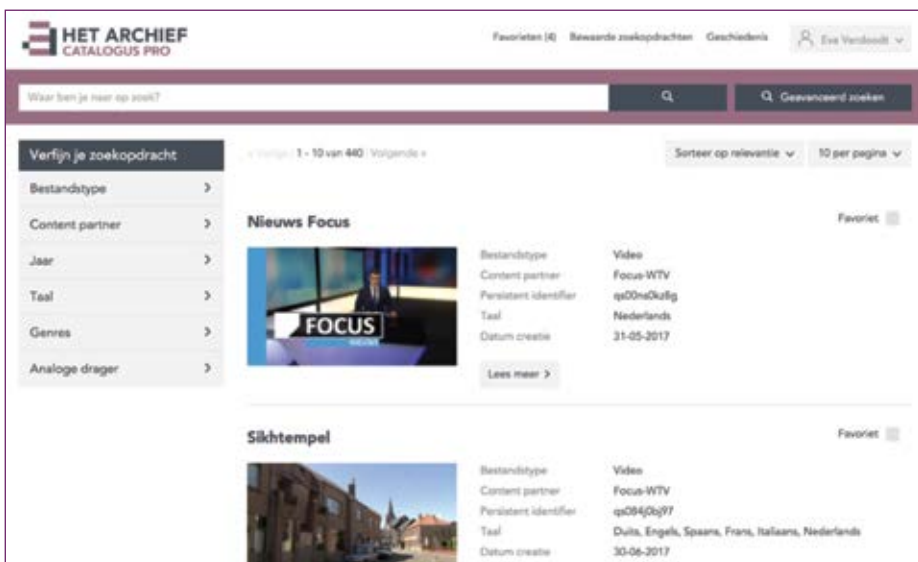 HET ARCHIEF
CATALOGUS PRO
Favorieten (4) Bewaarde zoekopdrachten Geschiedenis Eva Verdoodt
Waar ben je naar op zoek? Geavanceerd zoeken
Verfijn je zoekopdracht
Bestandstype
Content partner
Jaar
Taal
Genres
Analoge drager
« Vorige | 1 - 10 van 440 | Volgende » Sorteer op relevantie 10 per pagina
Nieuws Focus Favoriet
FOCUS
NIEUWS
Bestandstype Video
Content partner Focus-WTV
Persistent identifier qs00ns0kz8g
Taal Nederlands
Datum creatie 31-05-2017
Lees meer
Sikhtempel Favoriet
Bestandstype Video
Content partner Focus-WTV
Persistent identifier qs084j0bj97
Taal Duits, Engels, Spaans, Frans, Italiaans, Nederlands
Datum creatie 30-06-2017